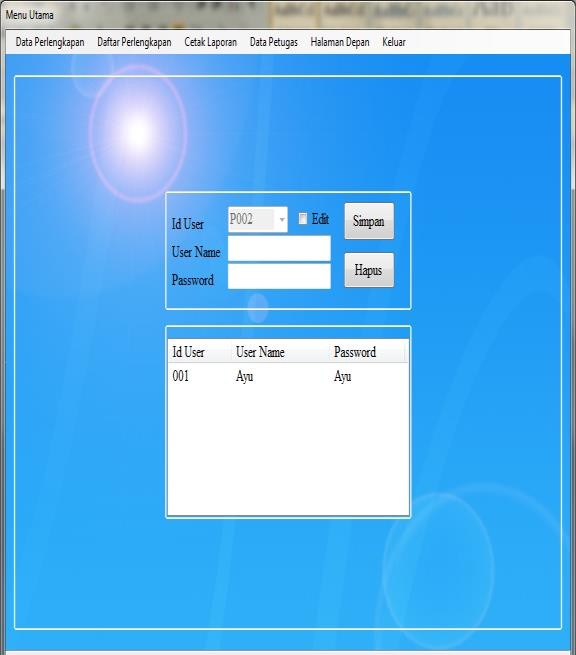 Menu Utama
Data Perlengkapan Daftar Perlengkapan Cetak Laporan Data Petugas Halaman Depan Keluar
Id User P002 Edit Simpan
User Name
Password Hapus
Id User User Name Password
001 Ayu Ayu